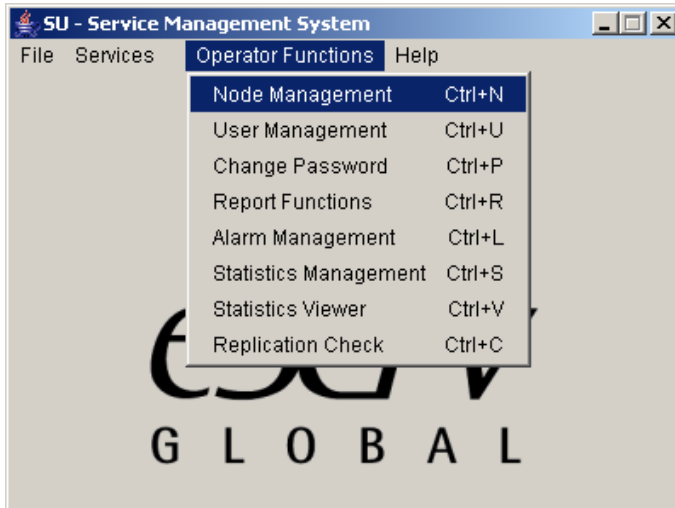 SU - Service Management System
File Services Operator Functions Help
Node Management Ctrl+N
User Management Ctrl+U
Change Password Ctrl+P
Report Functions Ctrl+R
Alarm Management Ctrl+L
Statistics Management Ctrl+S
Statistics Viewer Ctrl+V
Replication Check Ctrl+C
GLOBAL